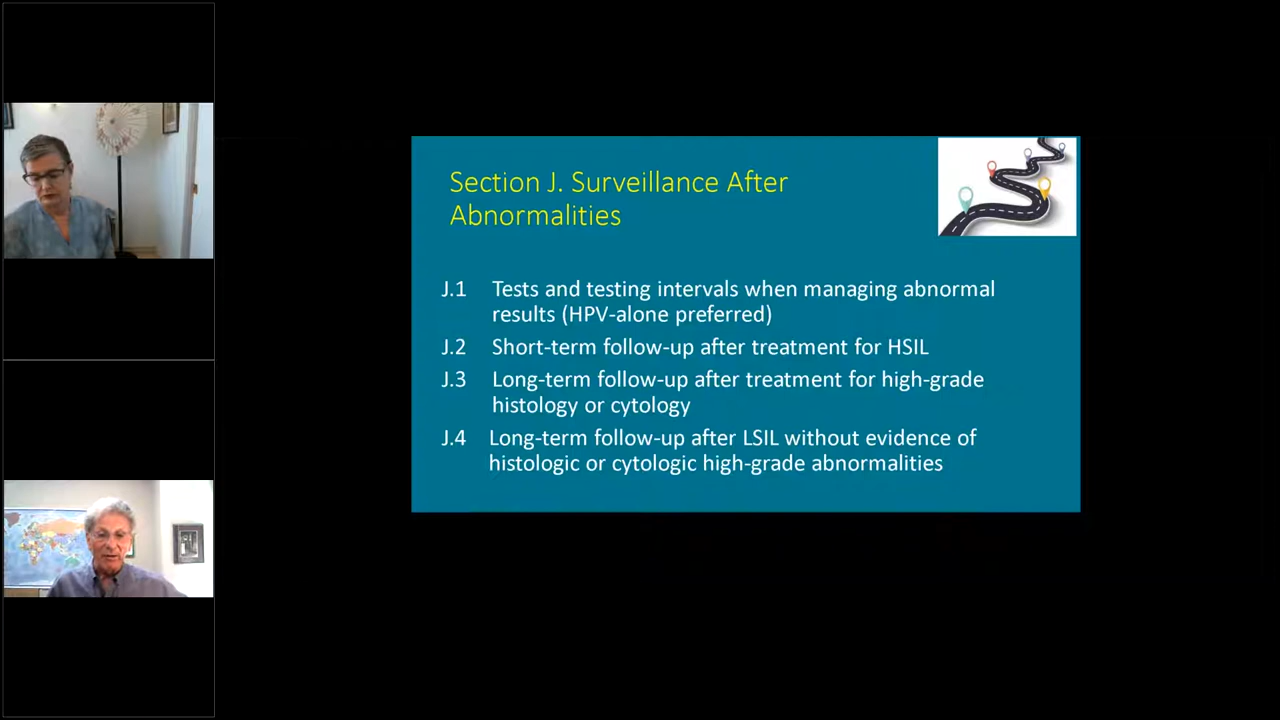 Section J. Surveillance After
Abnormalities
J.1 Tests and testing intervals when managing abnormal
results (HPV-alone preferred)
J.2 Short-term follow-up after treatment for HSIL
J.3 Long-term follow-up after treatment for high-grade
histology or cytology
J.4 Long-term follow-up after LSIL without evidence of
histologic or cytologic high-grade abnormalities